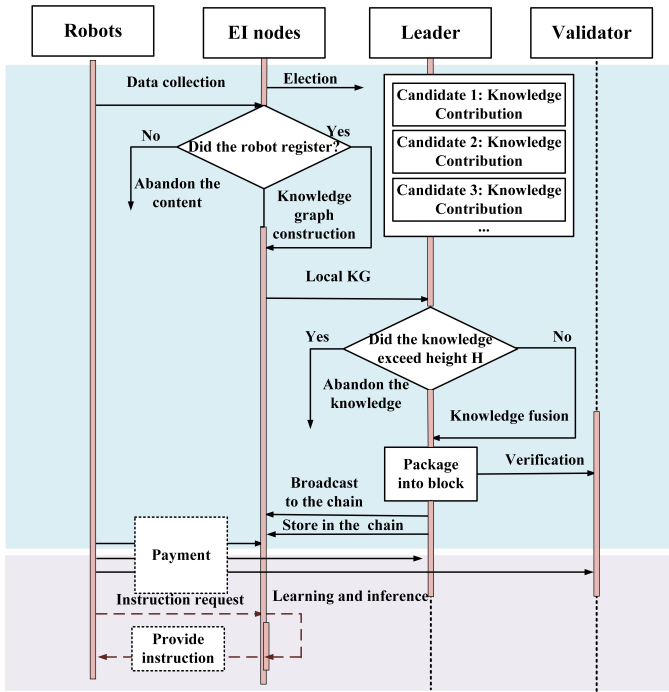 Robots
EI nodes
Leader
Validator
Data collection
Election
Candidate 1: Knowledge
Contribution
Candidate 2: Knowledge
Contribution
Candidate 3: Knowledge
Contribution
...
No
Yes
Did the robot register?
Abandon the
content
Knowledge
graph
construction
Local KG
Yes
No
Did the knowledge
exceed height H
Abandon the
knowledge
Knowledge fusion
Package
into block
Verification
Broadcast
to the chain
Store in the chain
Payment
Instruction request
Learning and inference
Provide
instruction